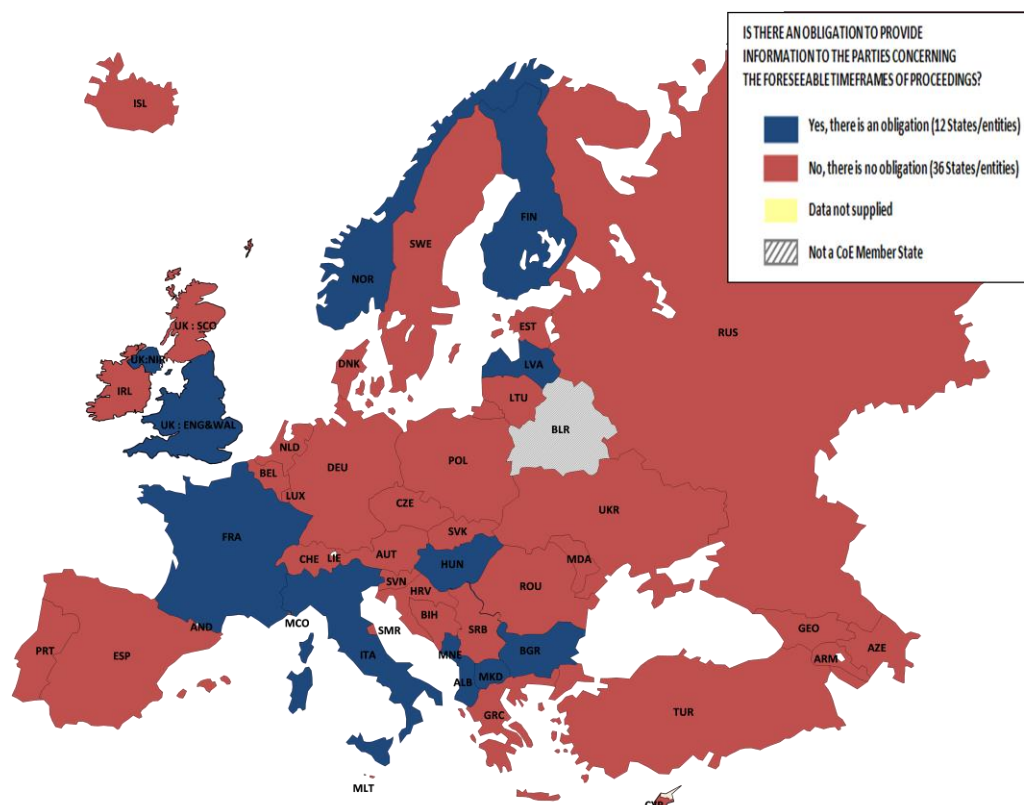 IS THERE AN OBLIGATION TO PROVIDE
INFORMATION TO THE PARTIES CONCERNING
THE FORESEEABLE TIMEFRAMES OF PROCEEDINGS?
Yes, there is an obligation (12 States/entities)
No, there is no obligation (36 States/entities)
Data not supplied
Not a CoE Member State
ISL
FIN
SWE
NOR
RUS
UK : SCO
EST
UK:NIR
DNK
LVA
IRL
LTU
UK : ENG&WAL
BLR
NLD
POL
DEU
BEL
LUX
CZE
UKR
SVK
FRA
CHE
LIE
AUT
HUN
MDA
SVN
HRV
ROU
BIH
AND
MCO
SMR
SRB
GEO
PRT
ESP
ITA
MNE
BGR
AZE
ARM
ALB
MKD
GRC
TUR
MLT
CYP